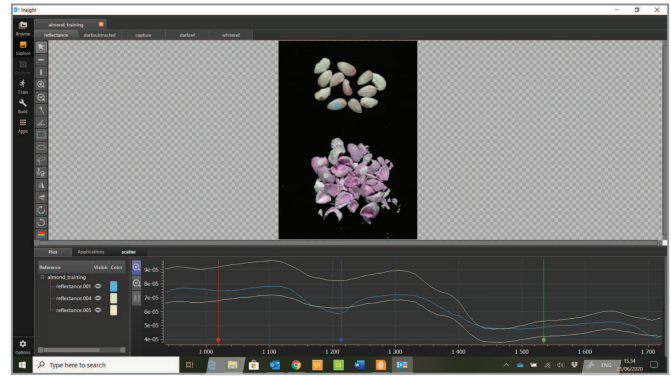 Insight
almond_training
Browse
reflectance darksubtracted capture darkref whiteref
Explore
Train
Build
Apps
Plot Applications scatter
Reference Visible Color
almond_training
reflectance.001
reflectance.004
reflectance.005
9e-05
8e-05
7e-05
6e-05
5e-05
4e-05
1 000 1 100 1 200 1 300 1 400 1 500 1 600 1 700
Options
Type here to search
ENG
15.34
25/06/2020